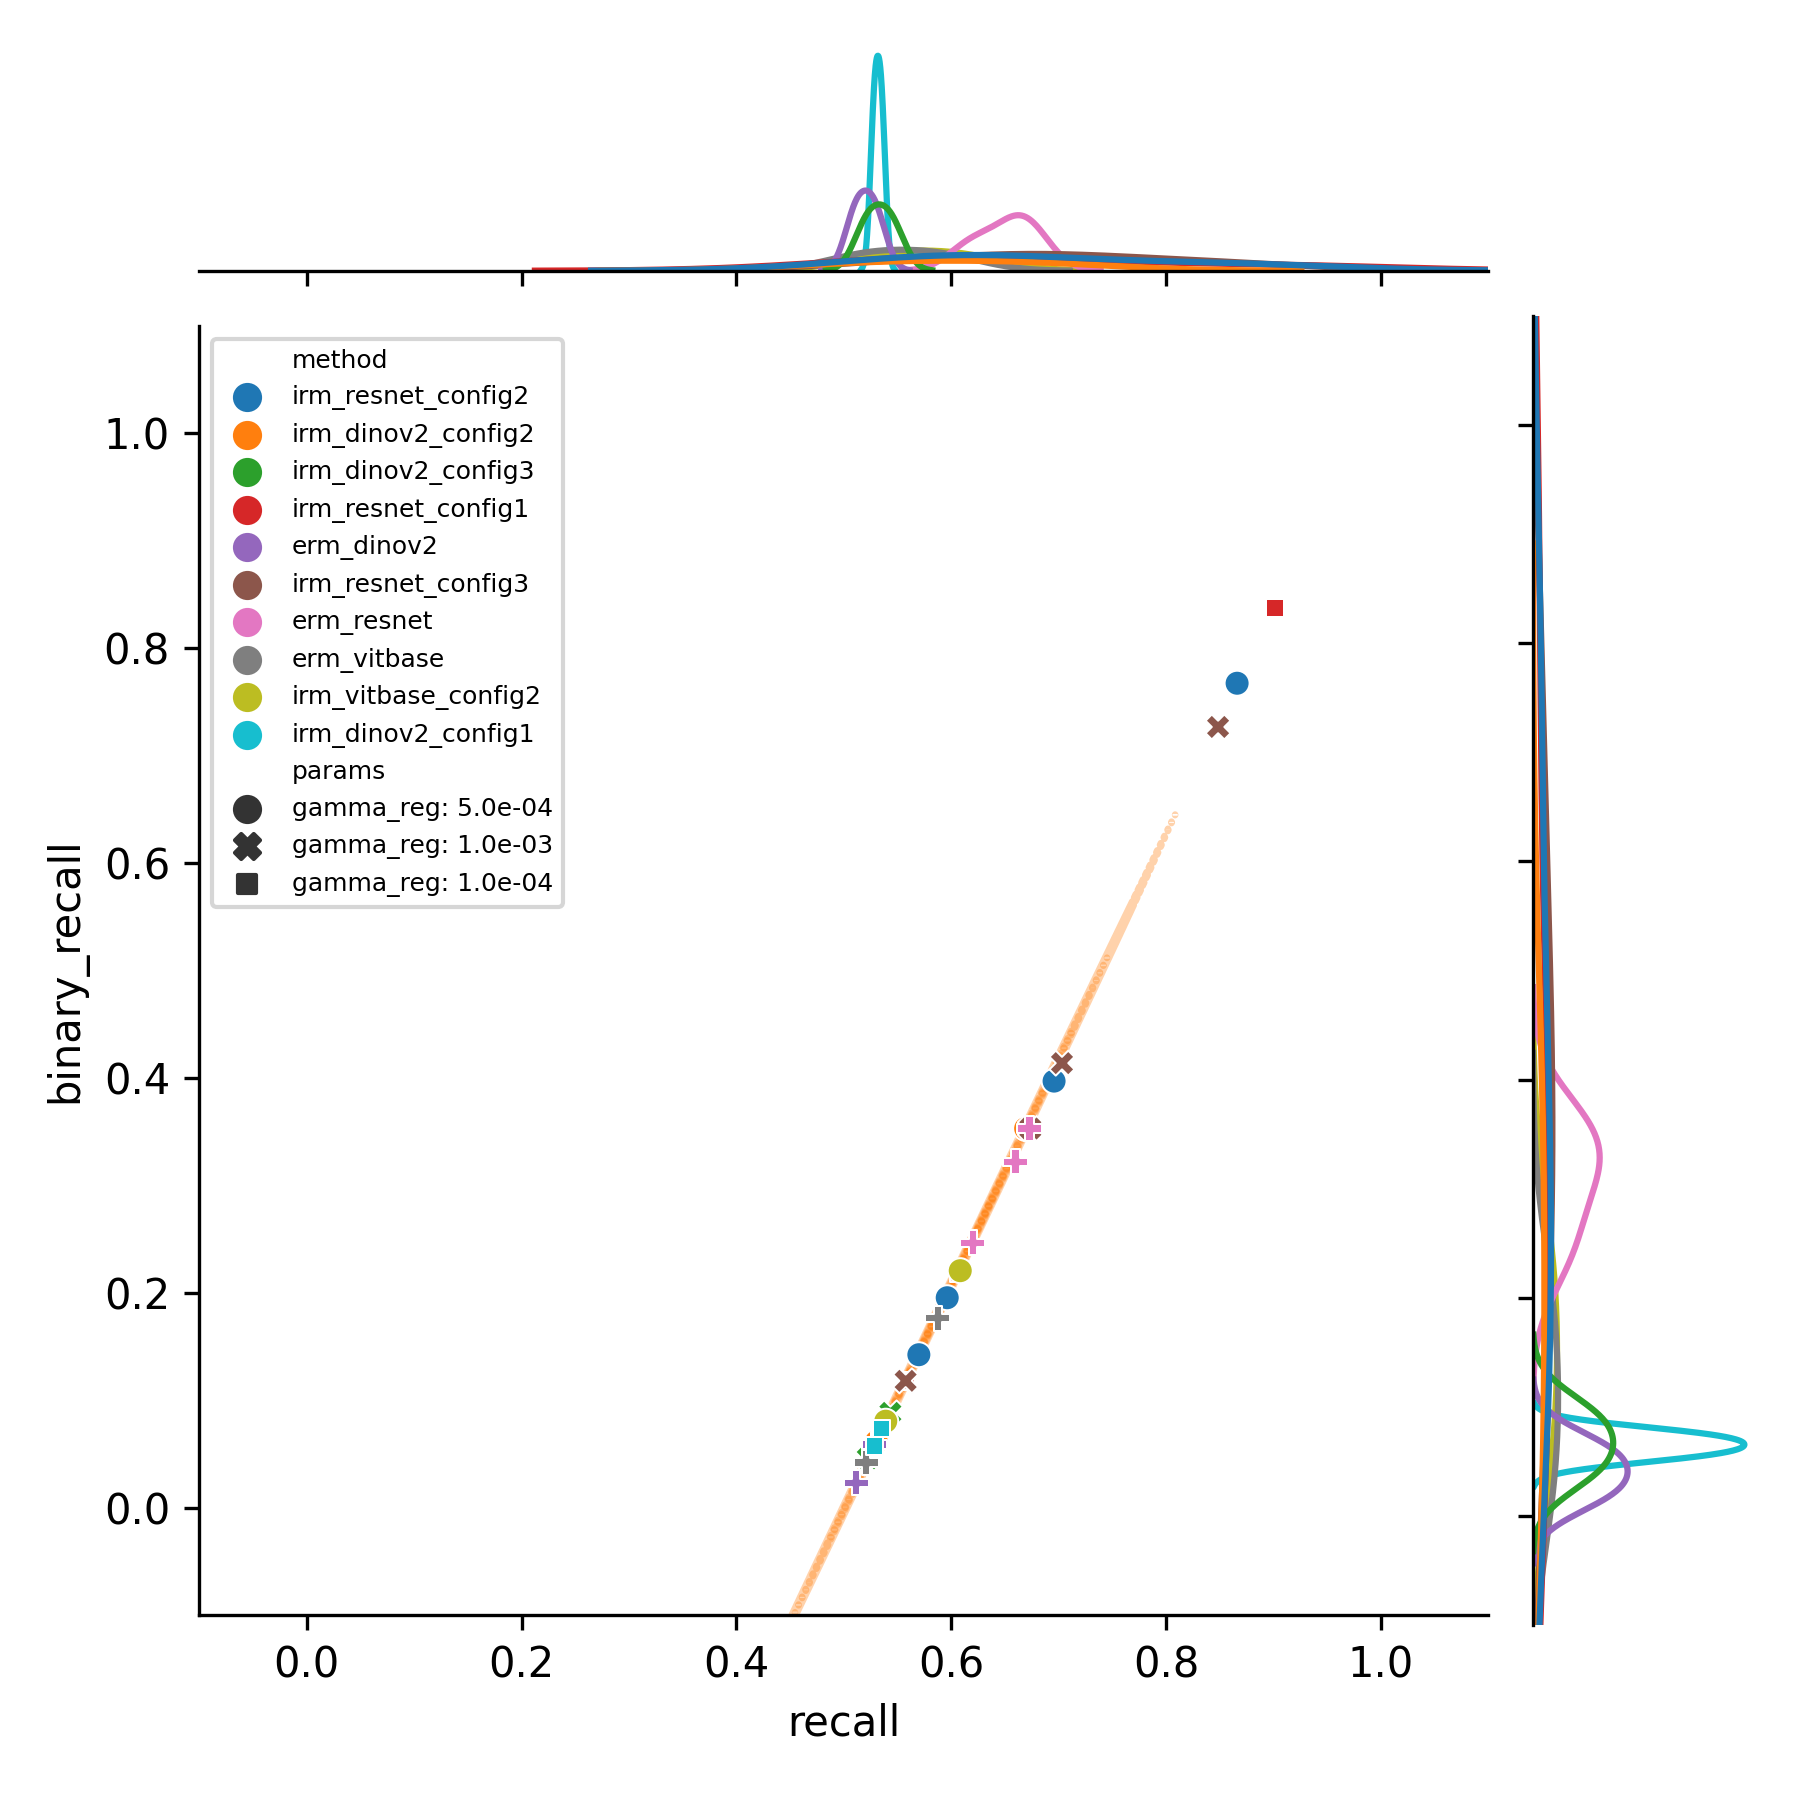 method
irm_resnet_config2
irm_dinov2_config2
irm_dinov2_config3
irm_resnet_config1
erm_dinov2
irm_resnet_config3
erm_resnet
erm_vitbase
irm_vitbase_config2
irm_dinov2_config1
params
gamma_reg: 5.0e-04
gamma_reg: 1.0e-03
gamma_reg: 1.0e-04
binary_recall
1.0
0.8
0.6
0.4
0.2
0.0
0.0 0.2 0.4 0.6 0.8 1.0
recall